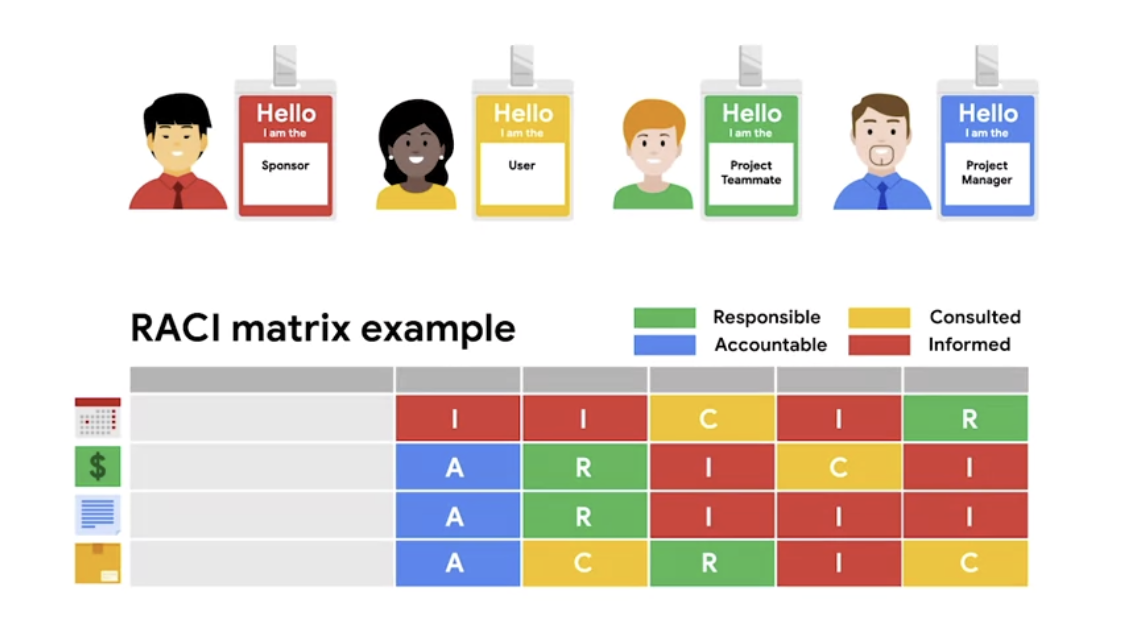 Hello
I am the
Sponsor
Hello
I am the
User
Hello
I am the
Project
Teammate
Hello
I am the
Project
Manager
RACI matrix example
Responsible
Consulted
Accountable
Informed
I I C I R
$ A R I C I
A R I I I
A C R I C